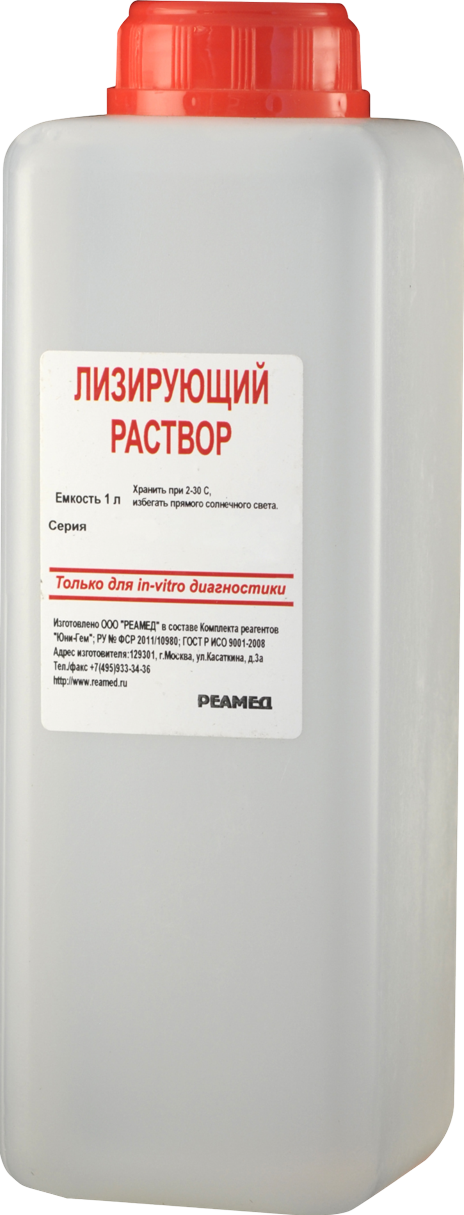 ЛИЗИРУЮЩИЙ
РАСТВОР
Емкость 1 л
Хранить при 2-30 С,
избегать прямого солнечного света.
Серия
Только для in-vitro диагностики
Изготовлено ООО "РЕАМЕД" в составе Комплекта реагентов
"Юни-Гем"; РУ № ФСР 2011/10980; ГОСТ Р ИСО 9001-2008
Адрес изготовителя:129301, г.Москва, ул.Касаткина, д.3а
Тел./факс +7(495)933-34-36
http://www.reamed.ru
РЕАМЕД